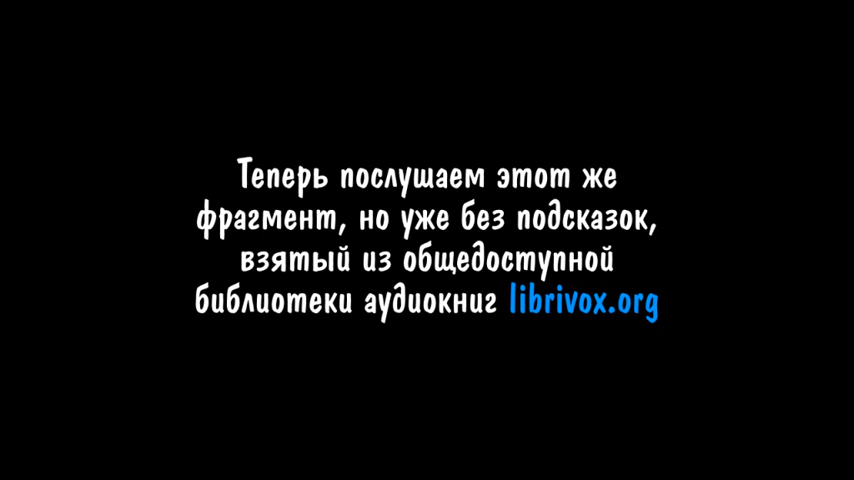 Теперь послушаем этот же
фрагмент, но уже без подсказок,
взятый из общедоступной
библиотеки аудиокниг librivox.org